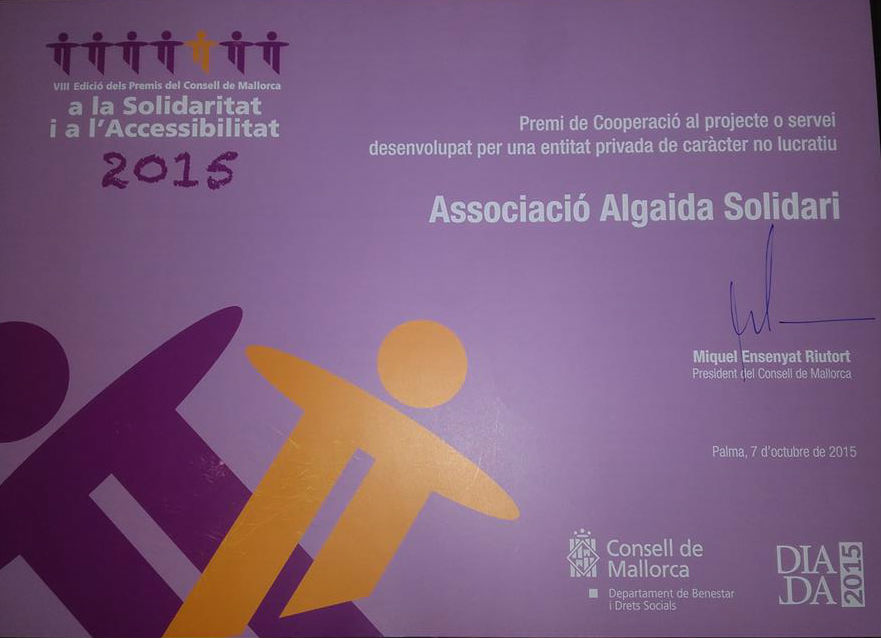 VIII Edició dels Premis del Consell de Mallorca
a la Solidaritat
i a l'Accessibilitat
2015
Premi de Cooperació al projecte o servei
desenvolupat per una entitat privada de caràcter no lucratiu
Associació Algaida Solidari
Miquel Ensenyat Riutort
President del Consell de Mallorca
Palma, 7 d'octubre de 2015
Consell de
Mallorca
Departament de Benestar
i Drets Socials
DIA
DA
2015